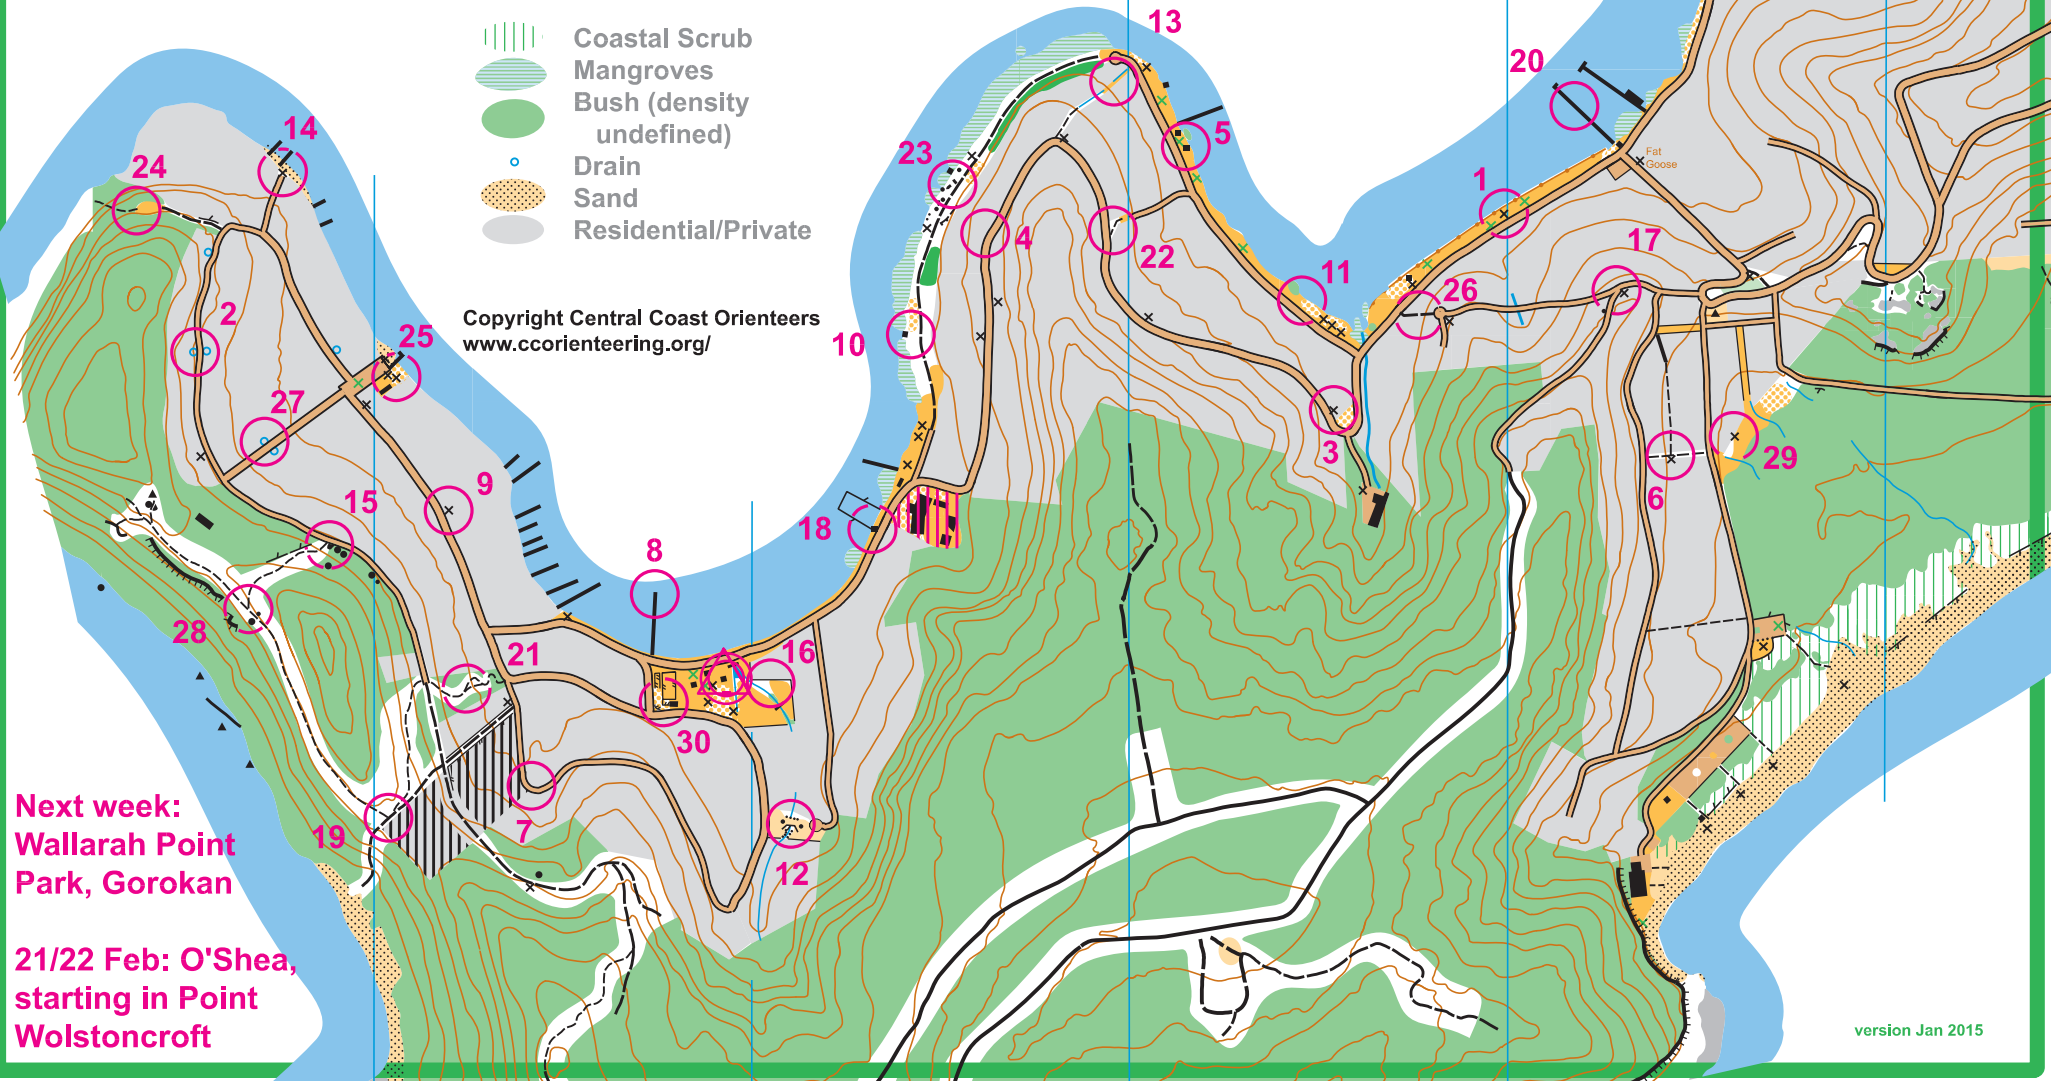 Coastal Scrub
Mangroves
Bush (density
undefined)
Drain
Sand
Residential/Private
Copyright Central Coast Orienteers
www.ccorienteering.org/
13
20
14
24
5
23
Fat
Goose
1
4
22
17
2
11
26
25
10
27
3
29
9
15
6
18
8
28
21
16
30
19
7
12
Next week:
Wallarah Point
Park, Gorokan
21/22 Feb: O'Shea,
starting in Point
Wolstoncroft
version Jan 2015